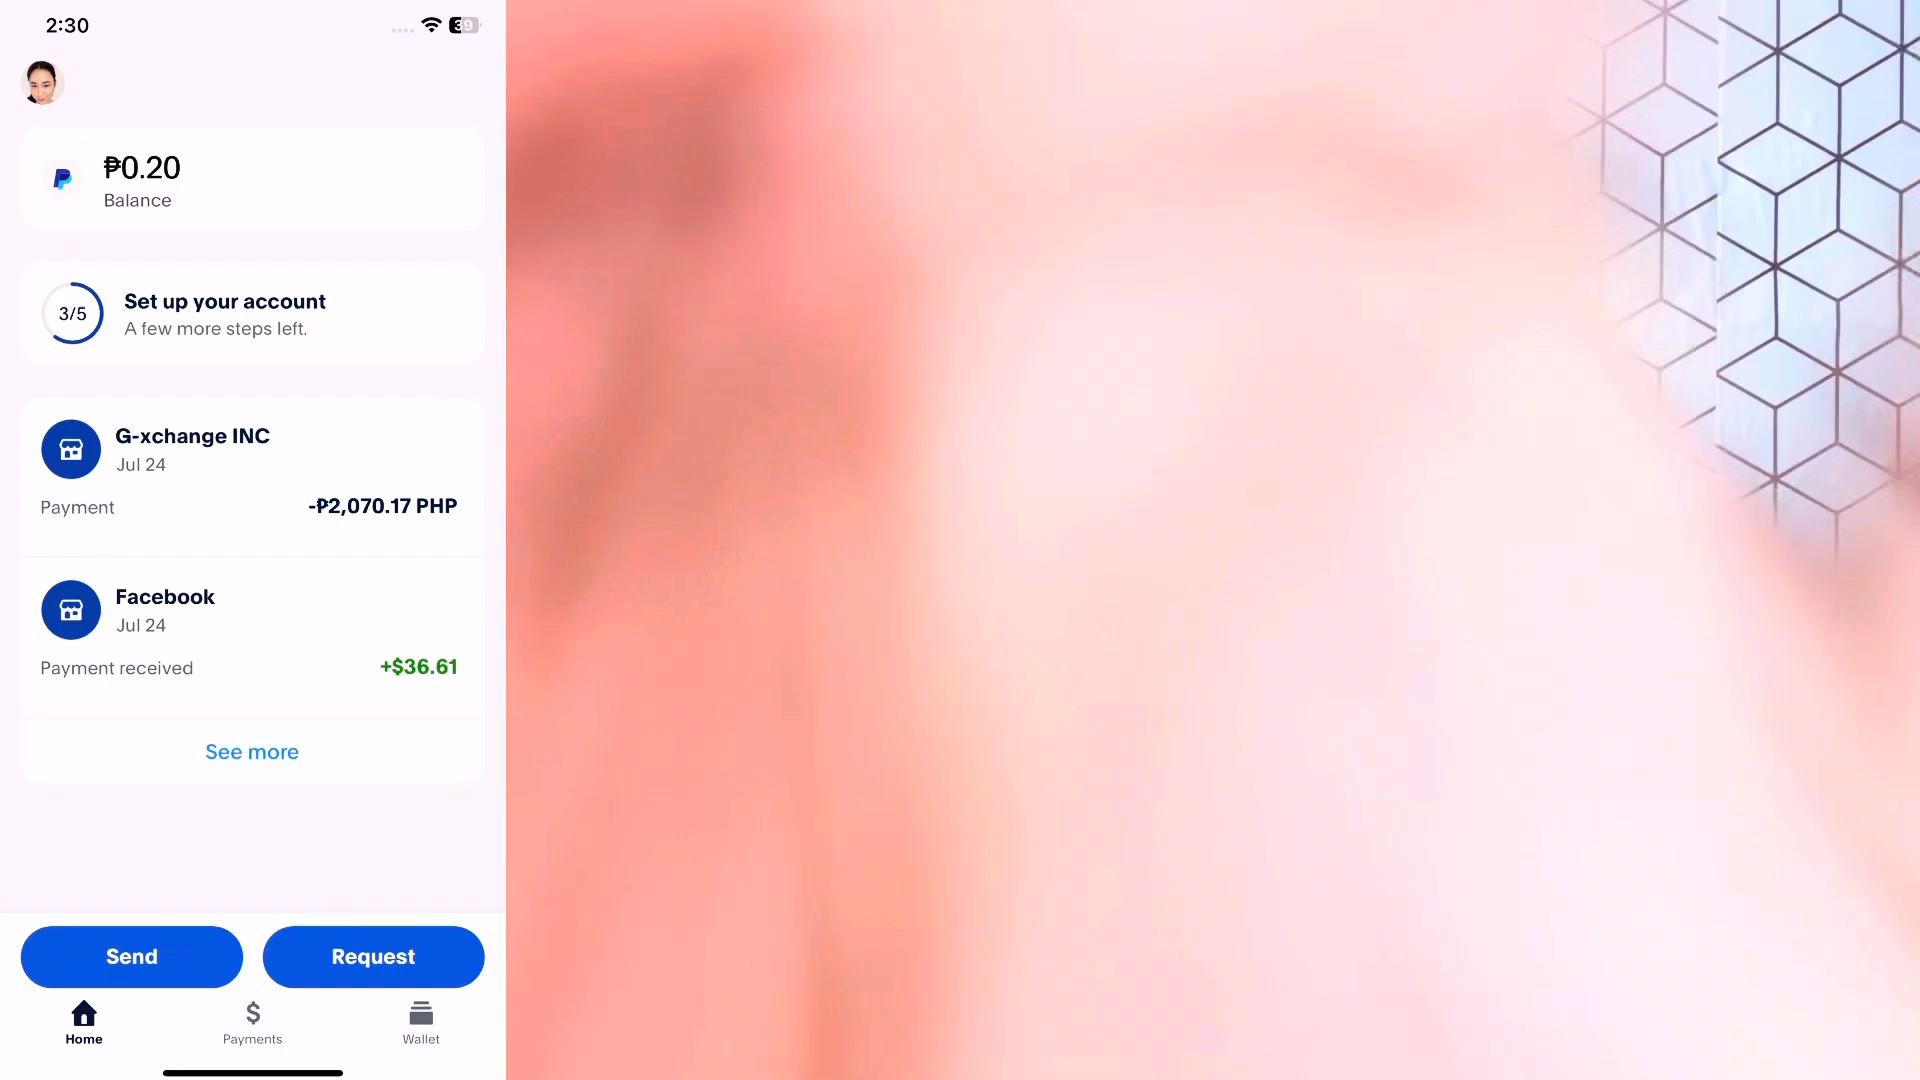 2:30
39
₱0.20
Balance
3/5
Set up your account
A few more steps left.
G-xchange INC
Jul 24
Payment
-₱2,070.17 PHP
Facebook
Jul 24
Payment received
+$36.61
See more
Send
Request
Home
Payments
Wallet